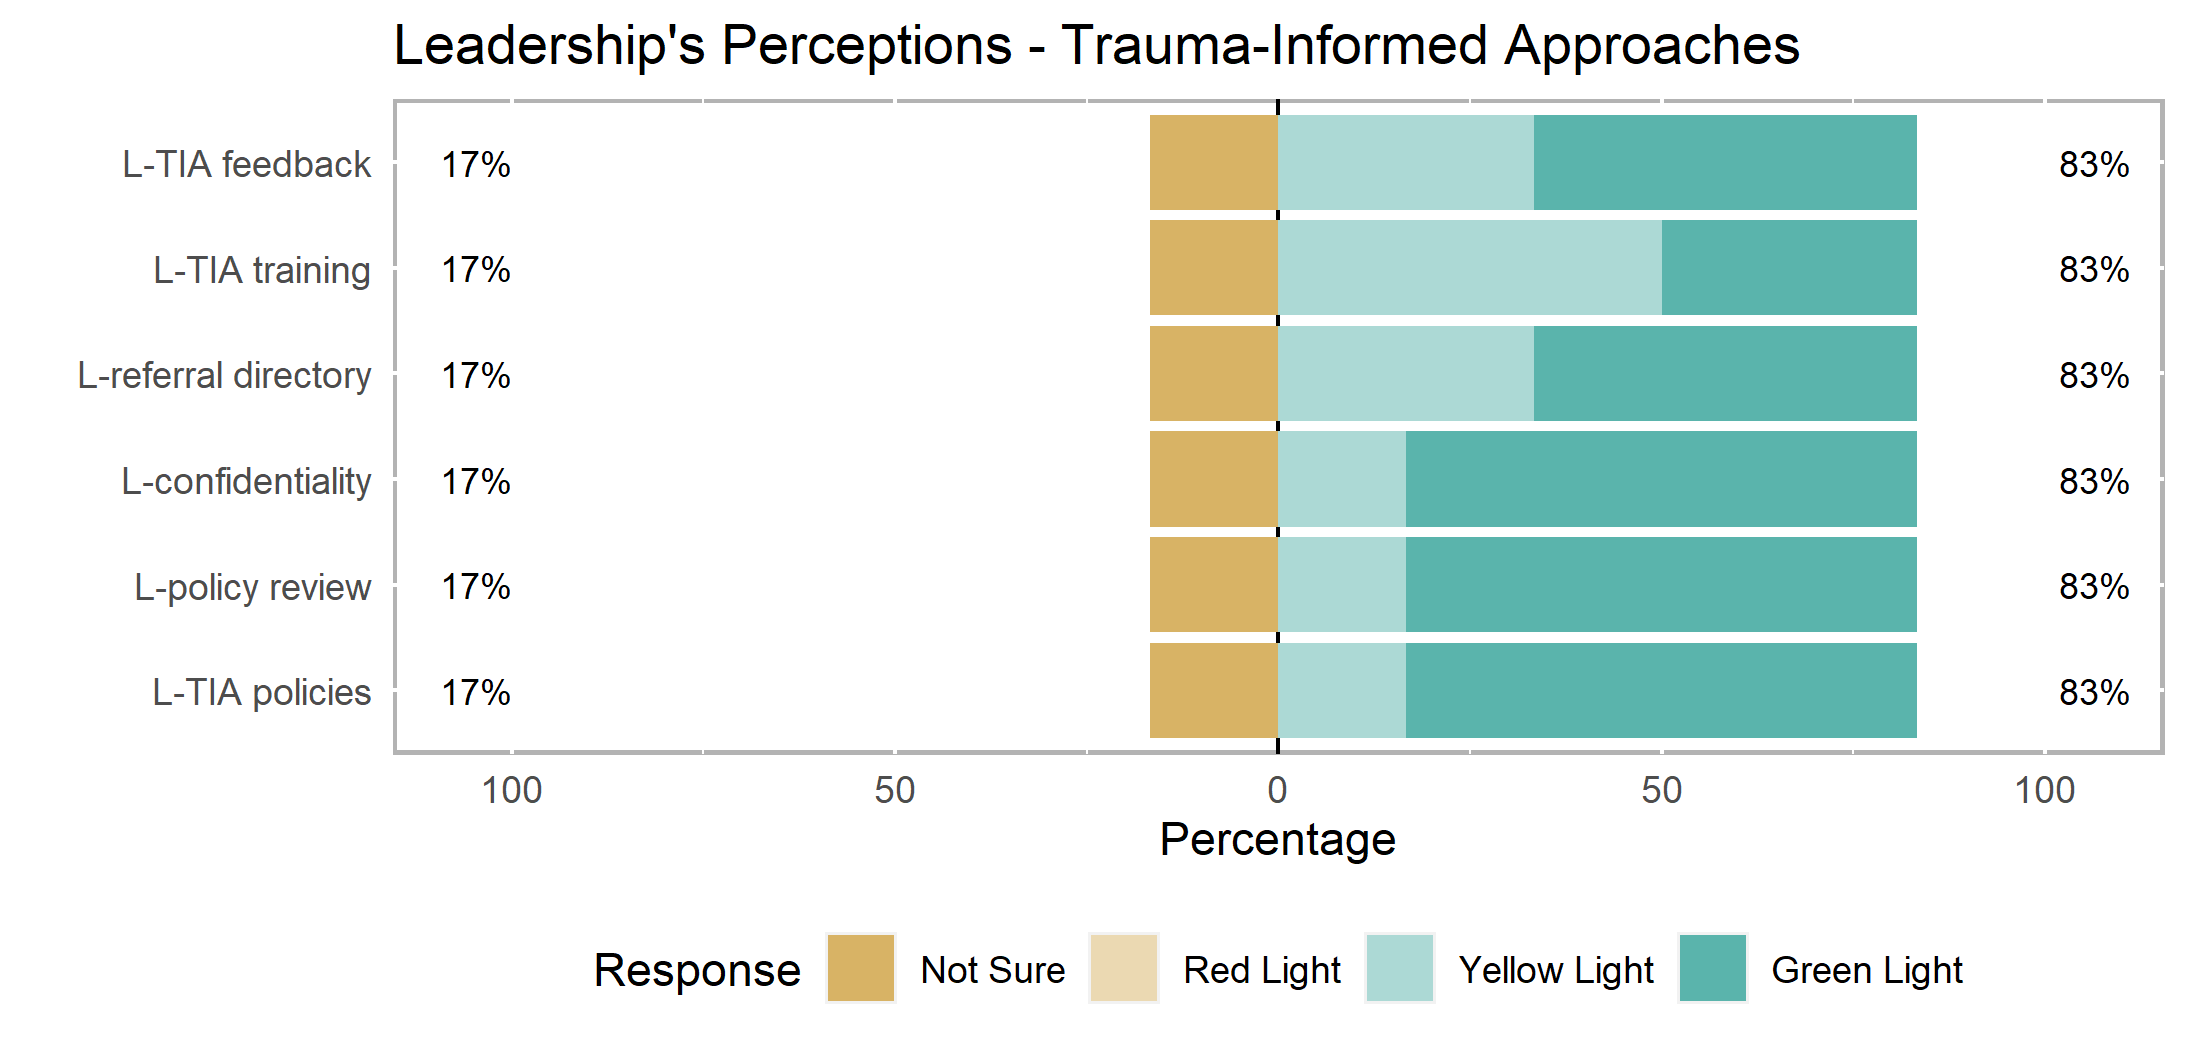 Leadership's Perceptions - Trauma-Informed Approaches
L-TIA feedback 17% 83%
L-TIA training 17% 83%
L-referral directory 17% 83%
L-confidentiality 17% 83%
L-policy review 17% 83%
L-TIA policies 17% 83%
100 50 0 50 100
Percentage
Response Not Sure Red Light Yellow Light Green Light